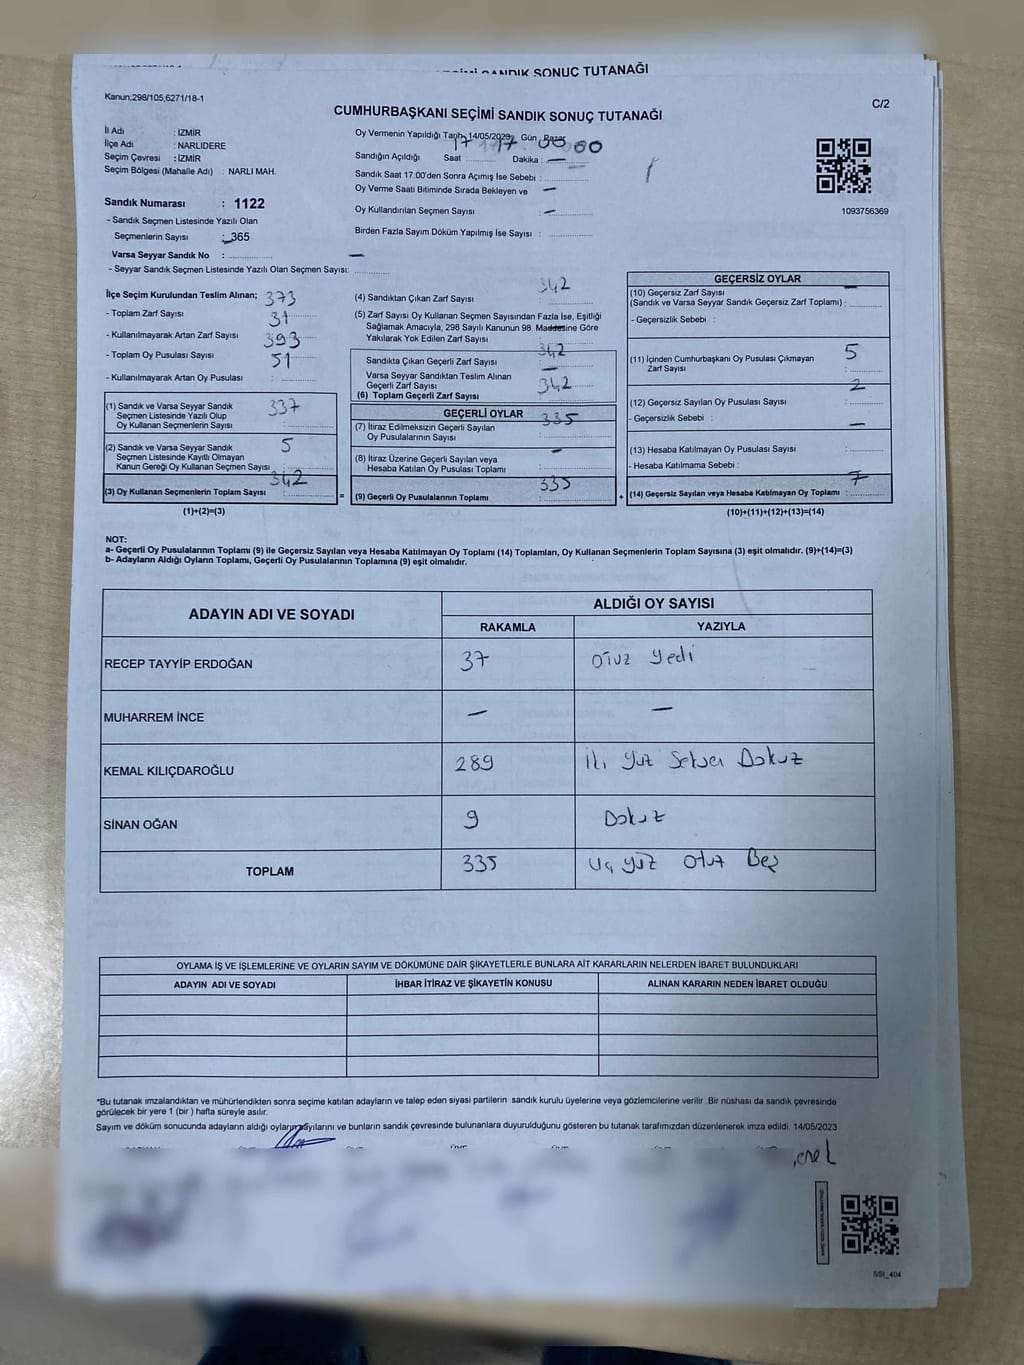 SANDIK SONUÇ TUTANAĞI
Kanun;298/105;6271/18-1
C/2
CUMHURBAŞKANI SEÇİMİ SANDIK SONUÇ TUTANAĞI
İl Adı : İZMİR
İlçe Adı : NARLIDERE
Seçim Çevresi : İZMİR
Seçim Bölgesi (Mahalle Adı) : NARLI MAH.
Sandık Numarası : 1122
- Sandık Seçmen Listesinde Yazılı Olan
Seçmenlerin Sayısı : 365
Varsa Seyyar Sandık No : —
- Seyyar Sandık Seçmen Listesinde Yazılı Olan Seçmen Sayısı:
Oy Vermenin Yapıldığı Tarih 14/05/2023 Gün : Pazar
17 17 00 00
Sandığın Açıldığı Saat Dakika : —
Sandık Saat 17:00'den Sonra Açımış İse Sebebi :
Oy Verme Saati Bitiminde Sırada Bekleyen ve —
Oy Kullandırılan Seçmen Sayısı : —
Birden Fazla Sayım Döküm Yapılmış İse Sayısı :
1093756369
İlçe Seçim Kurulundan Teslim Alınan; 373
- Toplam Zarf Sayısı 31
- Kullanılmayarak Artan Zarf Sayısı 393
- Toplam Oy Pusulası Sayısı 51
- Kullanılmayarak Artan Oy Pusulası :
(1) Sandık ve Varsa Seyyar Sandık 337
Seçmen Listesinde Yazılı Olup
Oy Kullanan Seçmenlerin Sayısı :
(2) Sandık ve Varsa Seyyar Sandık 5
Seçmen Listesinde Kayıtlı Olmayan
Kanun Gereği Oy Kullanan Seçmen Sayısı :
342
(3) Oy Kullanan Seçmenlerin Toplam Sayısı :
(1)+(2)=(3)
342
(4) Sandıktan Çıkan Zarf Sayısı :
(5) Zarf Sayısı Oy Kullanan Seçmen Sayısından Fazla İse, Eşitliği
Sağlamak Amacıyla, 298 Sayılı Kanunun 98. Maddesine Göre
Yakılarak Yok Edilen Zarf Sayısı :
342
Sandıkta Çıkan Geçerli Zarf Sayısı :
Varsa Seyyar Sandıktan Teslim Alınan —
Geçerli Zarf Sayısı : 342
(6) Toplam Geçerli Zarf Sayısı :
GEÇERLİ OYLAR 335
(7) İtiraz Edilmeksizin Geçerli Sayılan
Oy Pusulalarının Sayısı :
(8) İtiraz Üzerine Geçerli Sayılan veya —
Hesaba Katılan Oy Pusulası Toplamı :
335
= (9) Geçerli Oy Pusulalarının Toplamı :
GEÇERSİZ OYLAR
(10) Geçersiz Zarf Sayısı —
(Sandık ve Varsa Seyyar Sandık Geçersiz Zarf Toplamı) :
- Geçersizlik Sebebi :
(11) İçinden Cumhurbaşkanı Oy Pusulası Çıkmayan 5
Zarf Sayısı :
2
(12) Geçersiz Sayılan Oy Pusulası Sayısı :
- Geçersizlik Sebebi : —
(13) Hesaba Katılmayan Oy Pusulası Sayısı :
- Hesaba Katılmama Sebebi :
7
+ (14) Geçersiz Sayılan veya Hesaba Katılmayan Oy Toplamı :
(10)+(11)+(12)+(13)=(14)
NOT:
a- Geçerli Oy Pusulalarının Toplamı (9) ile Geçersiz Sayılan veya Hesaba Katılmayan Oy Toplamı (14) Toplamları, Oy Kullanan Seçmenlerin Toplam Sayısına (3) eşit olmalıdır. (9)+(14)=(3)
b- Adayların Aldığı Oyların Toplamı, Geçerli Oy Pusulalarının Toplamına (9) eşit olmalıdır.
ADAYIN ADI VE SOYADI ALDIĞI OY SAYISI
RAKAMLA YAZIYLA
RECEP TAYYİP ERDOĞAN 37 Otuz Yedi
MUHARREM İNCE — —
KEMAL KILIÇDAROĞLU 289 İki Yüz Seksen Dokuz
SİNAN OĞAN 9 Dokuz
TOPLAM 335 Üç Yüz Otuz Beş
OYLAMA İŞ VE İŞLEMLERİNE VE OYLARIN SAYIM VE DÖKÜMÜNE DAİR ŞİKAYETLERLE BUNLARA AİT KARARLARIN NELERDEN İBARET BULUNDUKLARI
ADAYIN ADI VE SOYADI İHBAR İTİRAZ VE ŞİKAYETİN KONUSU ALINAN KARARIN NEDEN İBARET OLDUĞU
*Bu tutanak imzalandıktan ve mühürlendikten sonra seçime katılan adayların ve talep eden siyasi partilerin sandık kurulu üyelerine veya gözlemcilerine verilir .Bir nüshası da sandık çevresinde
görülecek bir yere 1 (bir ) hafta süreyle asılır.
Sayım ve döküm sonucunda adayların aldığı oyların sayılarını ve bunların sandık çevresinde bulunanlara duyurulduğunu gösteren bu tutanak tarafımızdan düzenlenerek imza edildi. 14/05/2023
SSI_404